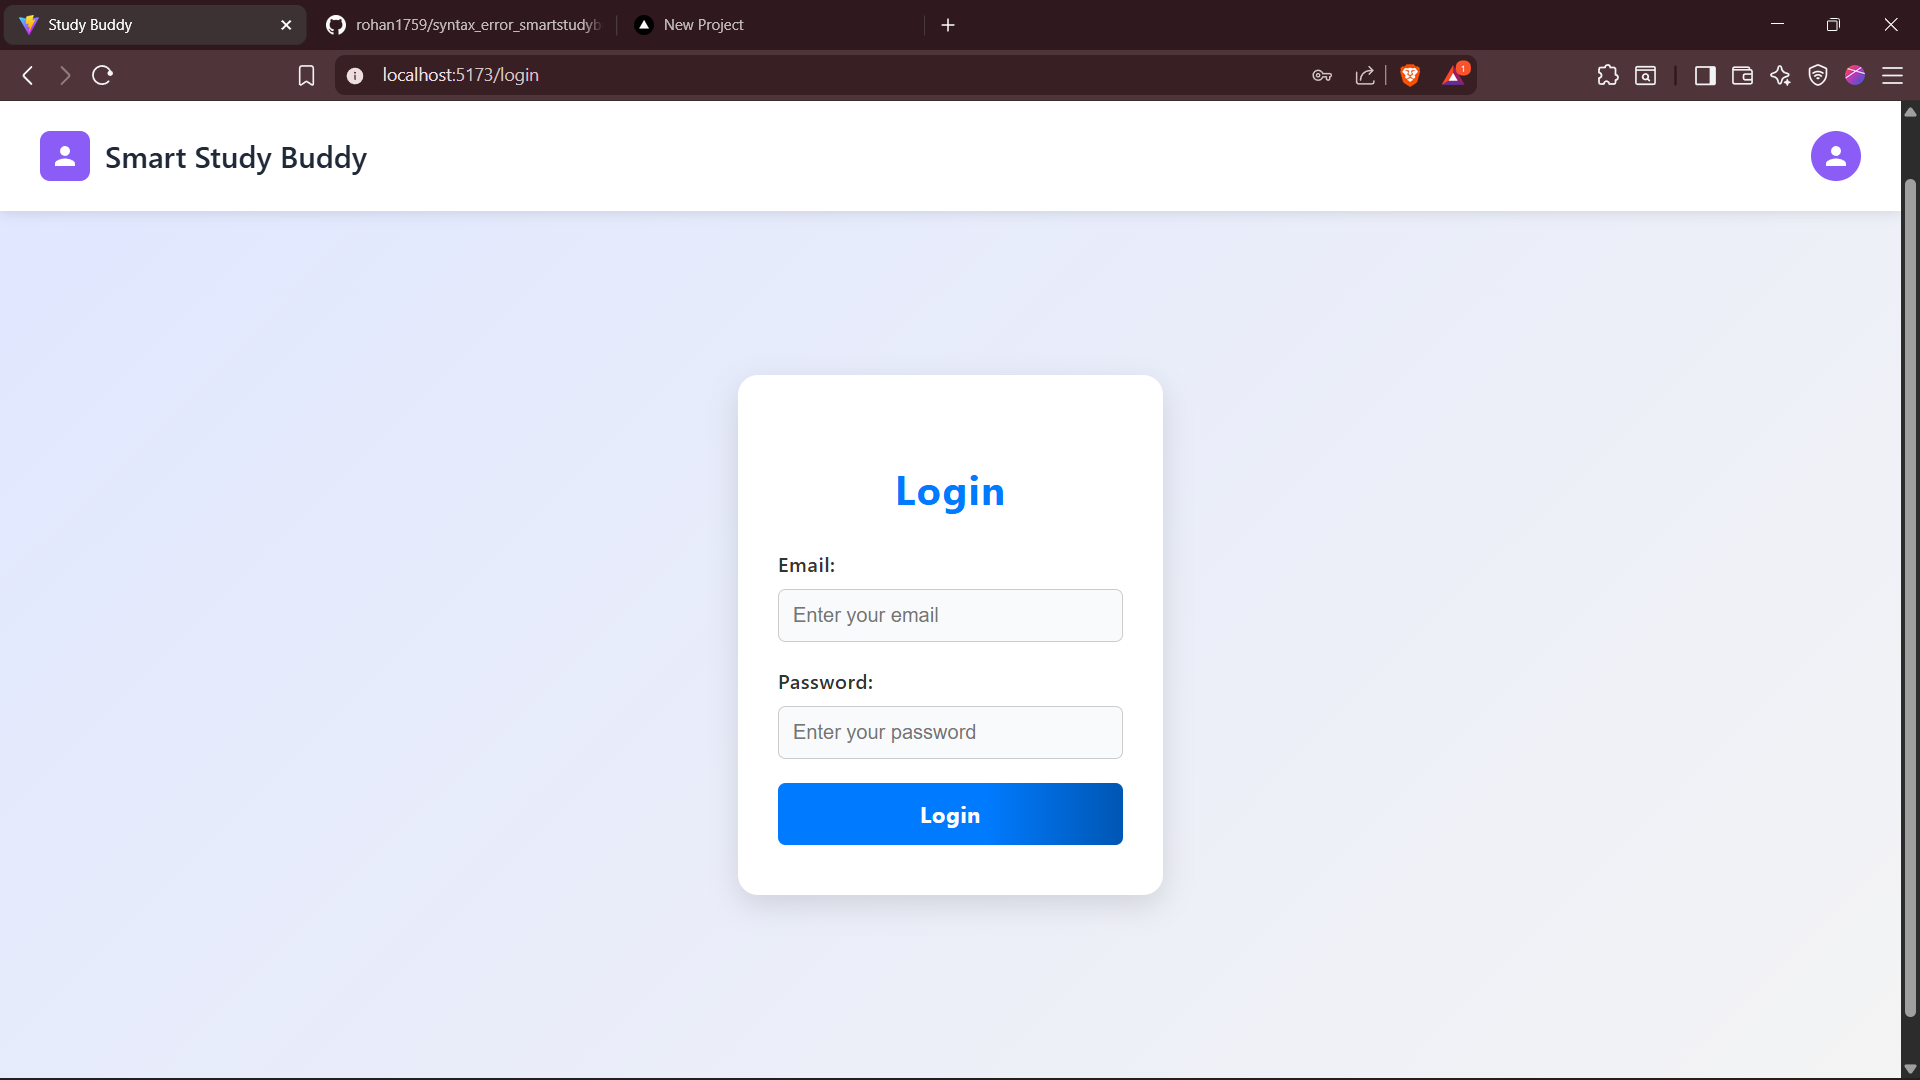 Study Buddy
rohan1759/syntax_error_smartstudyb
New Project
localhost:5173/login
1
Smart Study Buddy
Login
Email:
Enter your email
Password:
Enter your password
Login